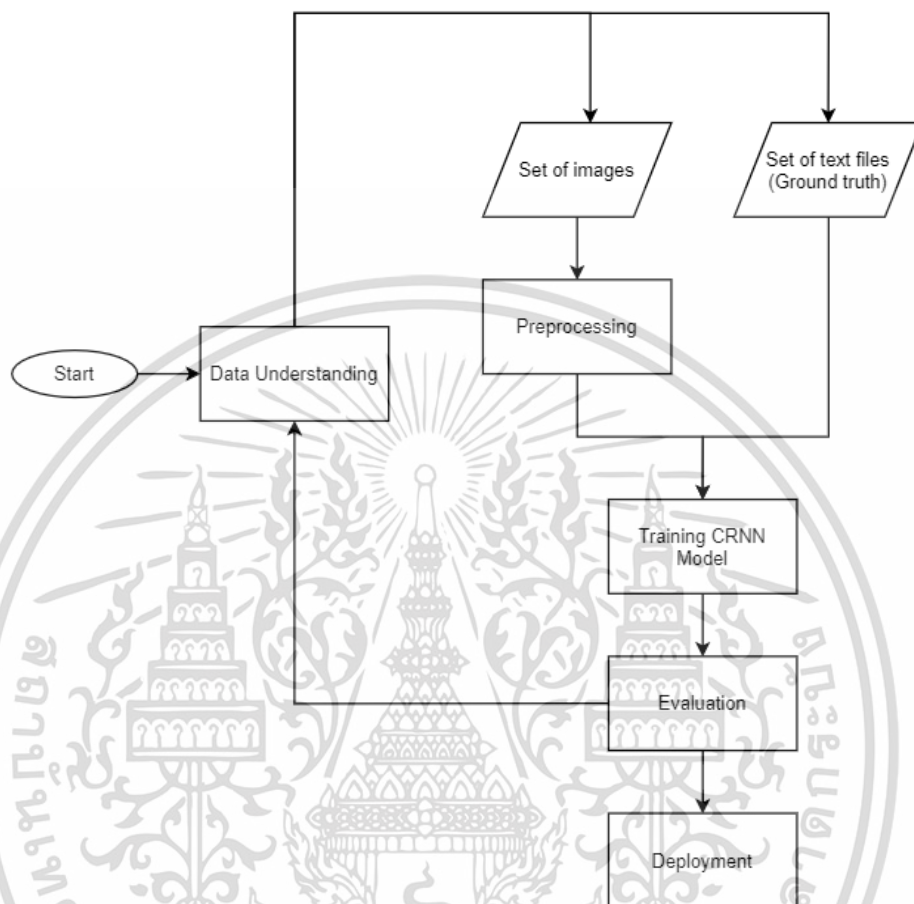 Set of images
Set of text files
(Ground truth)
Preprocessing
Start
Data Understanding
Training CRNN
Model
Evaluation
Deployment